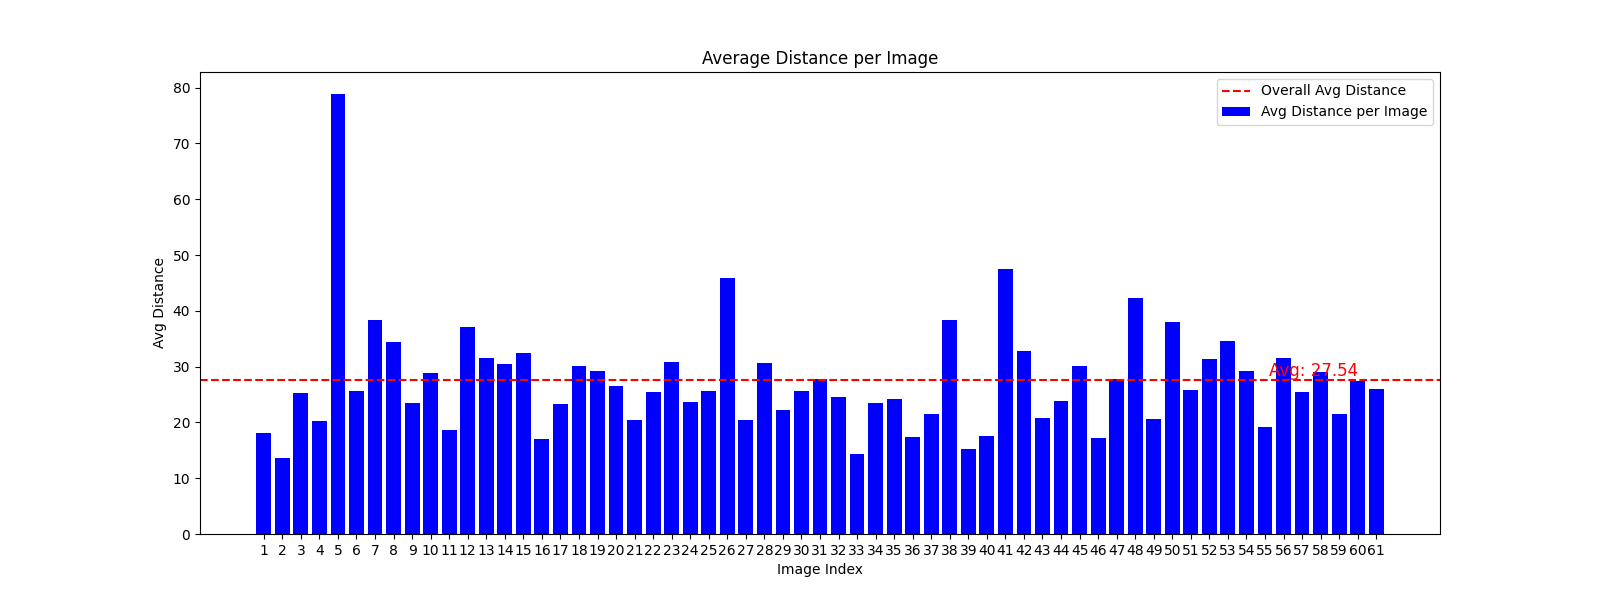 Average Distance per Image
Overall Avg Distance
Avg Distance per Image
Avg Distance
80
70
60
50
40
30
20
10
0
Avg: 27.54
1 2 3 4 5 6 7 8 9 10 11 12 13 14 15 16 17 18 19 20 21 22 23 24 25 26 27 28 29 30 31 32 33 34 35 36 37 38 39 40 41 42 43 44 45 46 47 48 49 50 51 52 53 54 55 56 57 58 59 60 61
Image Index